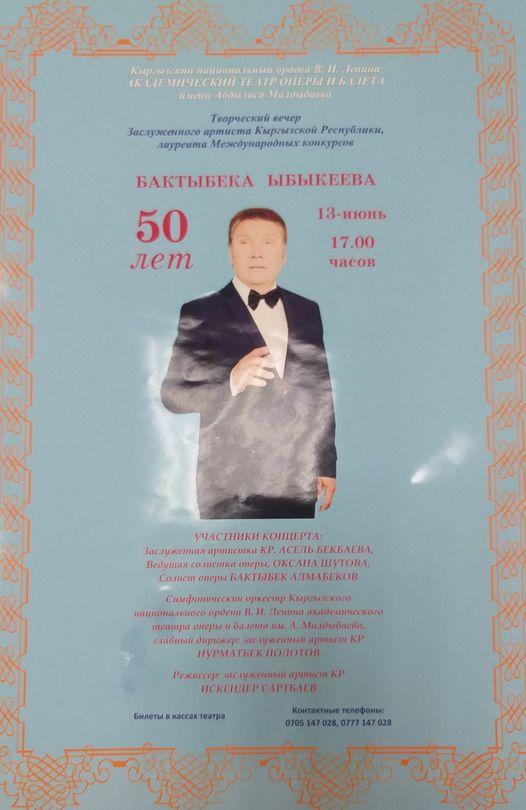 Кыргызский национальный ордена В. И. Ленина
АКАДЕМИЧЕСКИЙ ТЕАТР ОПЕРЫ И БАЛЕТА
имени Абдыласа Малдыбаева
Творческий вечер
Заслуженного артиста Кыргызской Республики,
лауреата Международных конкурсов
БАКТЫБЕКА ЫБЫКЕЕВА
50
лет
13-июнь
17.00
часов
УЧАСТНИКИ КОНЦЕРТА:
Заслуженная артистка КР, АСЕЛЬ БЕКБАЕВА,
Ведущая солистка оперы, ОКСАНА ШУТОВА,
Солист оперы БАКТЫБЕК АЛМАБЕКОВ
Симфонический оркестр Кыргызского
национального ордена В. И. Ленина академического
театра оперы и балета им. А. Малдыбаева,
главный дирижер: заслуженный артист КР
НУРМАТБЕК ПОЛОТОВ
Режиссер: заслуженный артист КР
ИСКЕНДЕР САРТБАЕВ
Билеты в кассах театра
Контактные телефоны:
0705 147 028, 0777 147 028